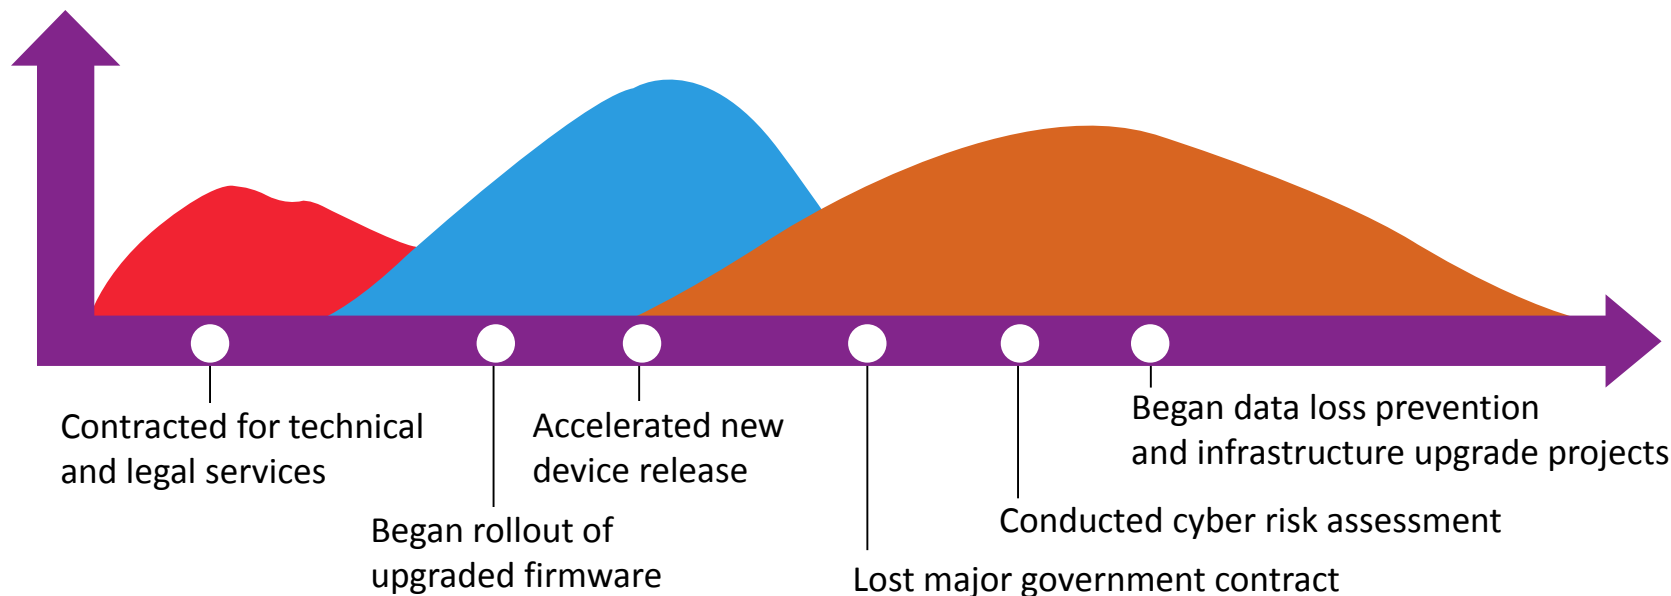 Contracted for technical
and legal services
Began rollout of
upgraded firmware
Accelerated new
device release
Lost major government contract
Conducted cyber risk assessment
Began data loss prevention
and infrastructure upgrade projects